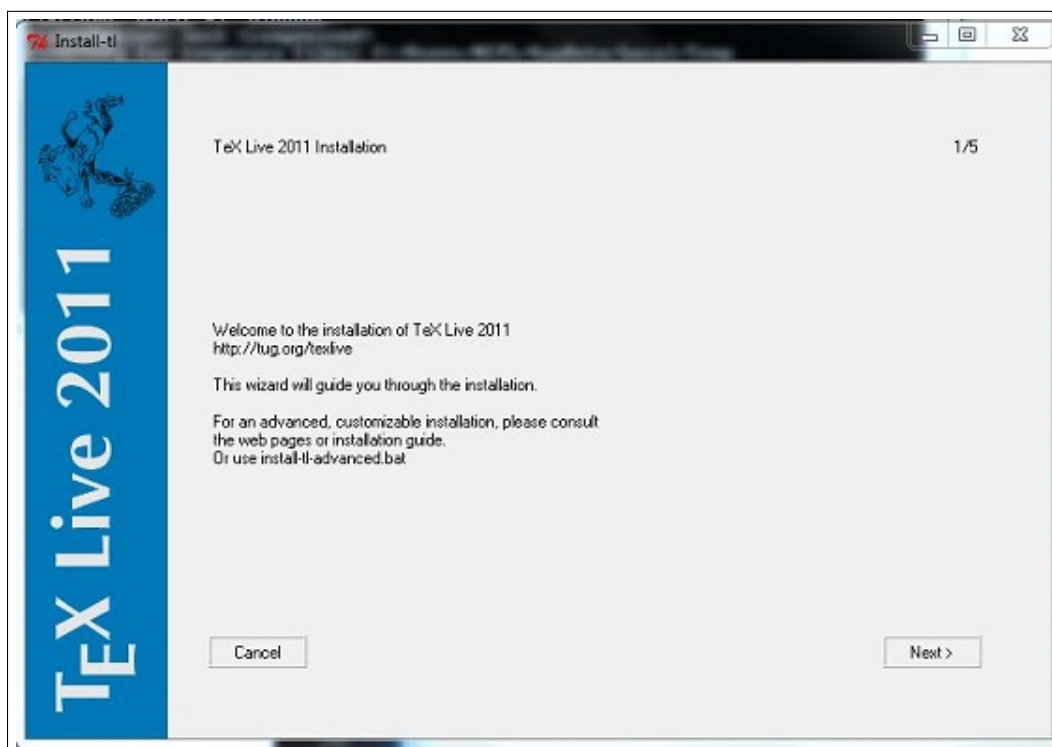 Install-tl
TeX Live 2011
TeX Live 2011 Installation
1/5
Welcome to the installation of TeX Live 2011
http://tug.org/texlive
This wizard will guide you through the installation.
For an advanced, customizable installation, please consult
the web pages or installation guide.
Or use install-tl-advanced.bat
Cancel
Next >